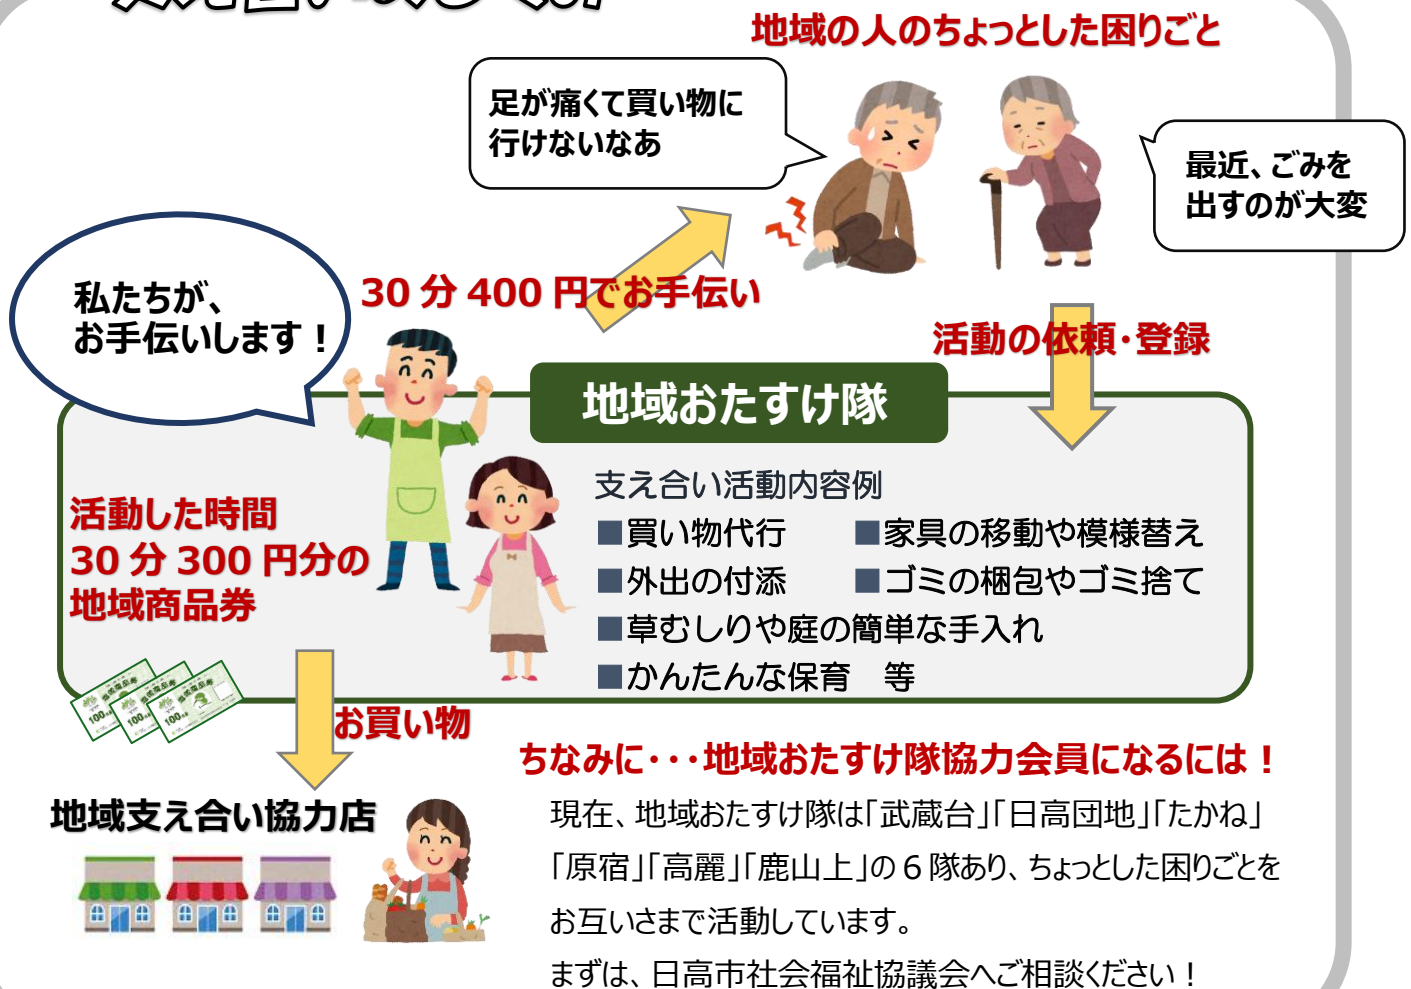 地域の人のちょっとした困りごと
足が痛くて買い物に
行けないなあ
最近、ごみを
出すのが大変
私たちが、
お手伝いします！
30分400円でお手伝い
活動の依頼・登録
地域おたすけ隊
活動した時間
30分300円分の
地域商品券
支え合い活動内容例
■買い物代行　■家具の移動や模様替え
■外出の付添　■ゴミの梱包やゴミ捨て
■草むしりや庭の簡単な手入れ
■かんたんな保育　等
100
100
100
お買い物
地域支え合い協力店
ちなみに・・・地域おたすけ隊協力会員になるには！
現在、地域おたすけ隊は「武蔵台」「日高団地」「たかね」
「原宿」「高麗」「鹿山上」の６隊あり、ちょっとした困りごとを
お互いさまで活動しています。
まずは、日高市社会福祉協議会へご相談ください！